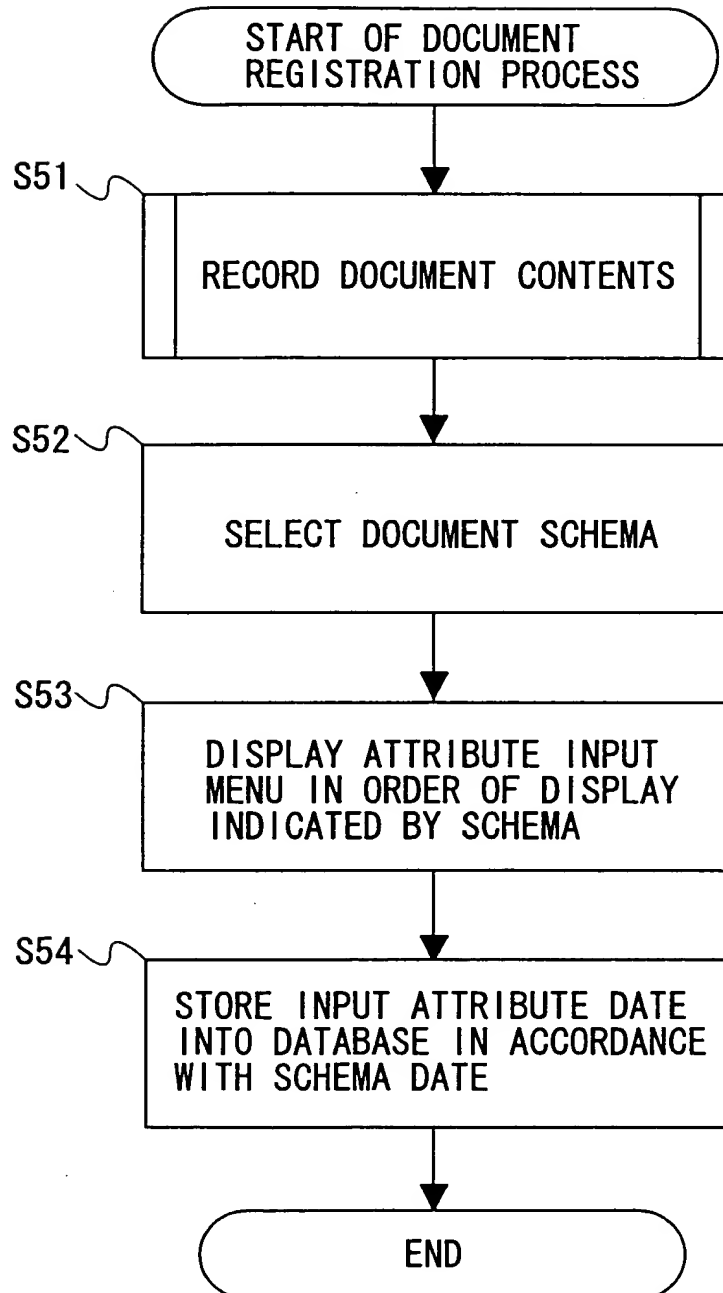 START OF DOCUMENT
REGISTRATION PROCESS
S51
RECORD DOCUMENT CONTENTS
S52
SELECT DOCUMENT SCHEMA
S53
DISPLAY ATTRIBUTE INPUT
MENU IN ORDER OF DISPLAY
INDICATED BY SCHEMA
S54
STORE INPUT ATTRIBUTE DATE
INTO DATABASE IN ACCORDANCE
WITH SCHEMA DATE
END